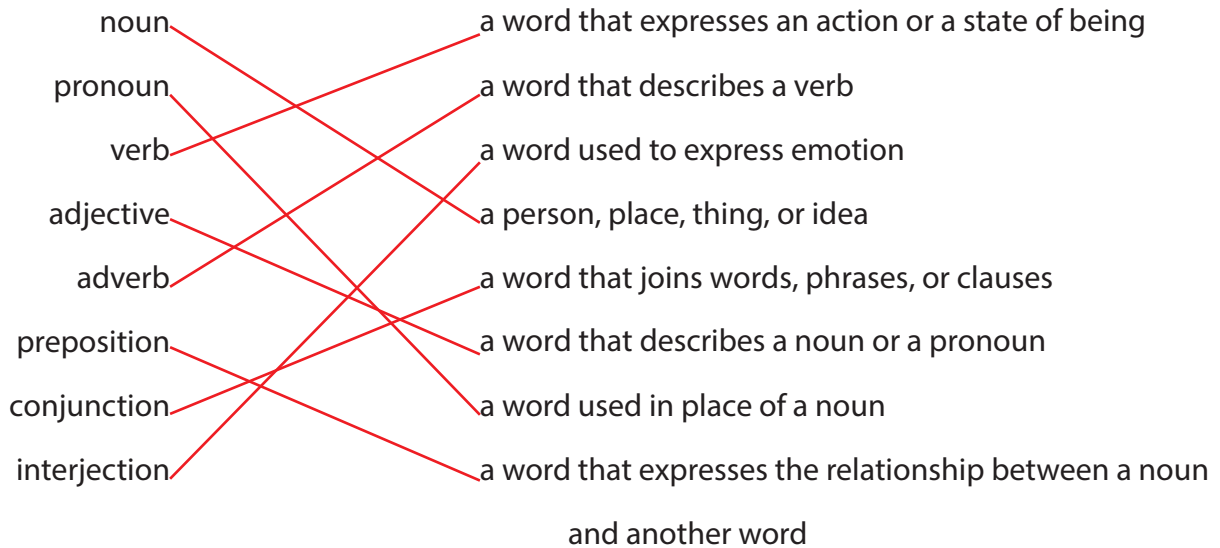 noun
pronoun
verb
adjective
adverb
preposition
conjunction
interjection
a word that expresses an action or a state of being
a word that describes a verb
a word used to express emotion
a person, place, thing, or idea
a word that joins words, phrases, or clauses
a word that describes a noun or a pronoun
a word used in place of a noun
a word that expresses the relationship between a noun
and another word